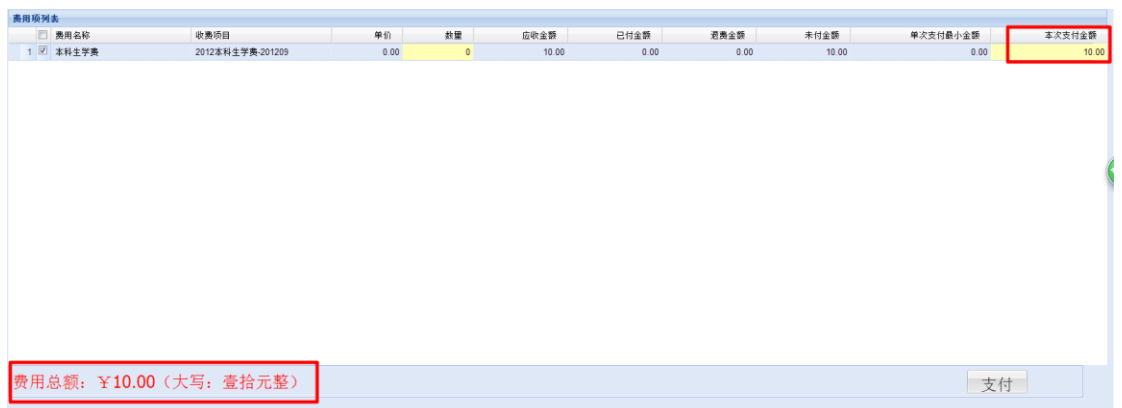 费用项列表
费用名称 收费项目 单价 数量 应收金额 已付金额 退费金额 未付金额 单次支付最小金额 本次支付金额
1 本科生学费 2012本科生学费-201209 0.00 0 10.00 0.00 0.00 10.00 0.00 10.00
费用总额：￥10.00（大写：壹拾元整） 支付